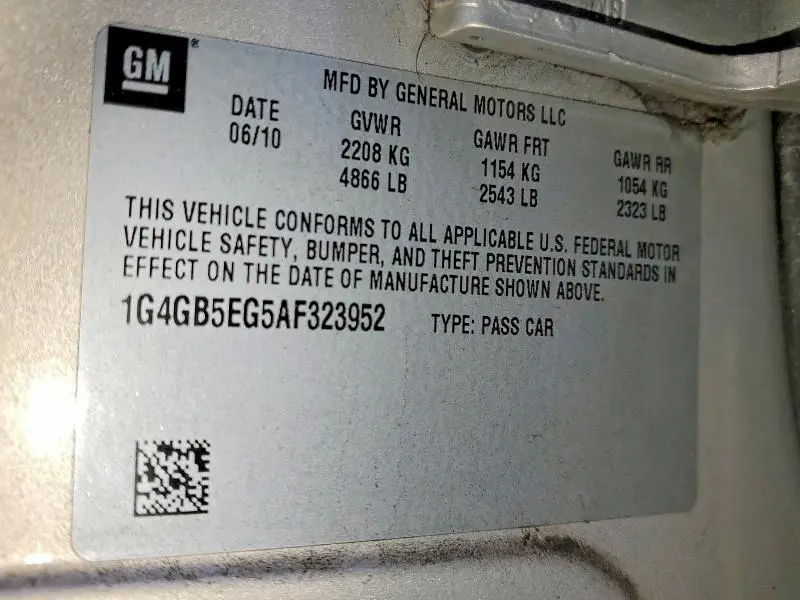 GM®
MFD BY GENERAL MOTORS LLC
DATE GVWR GAWR FRT GAWR RR
06/10 2208 KG 1154 KG 1054 KG
4866 LB 2543 LB 2323 LB
THIS VEHICLE CONFORMS TO ALL APPLICABLE U.S. FEDERAL MOTOR
VEHICLE SAFETY, BUMPER, AND THEFT PREVENTION STANDARDS IN
EFFECT ON THE DATE OF MANUFACTURE SHOWN ABOVE.
1G4GB5EG5AF323952 TYPE: PASS CAR